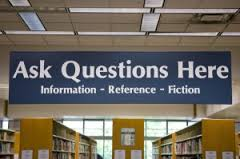 Ask Questions Here
Information - Reference - Fiction